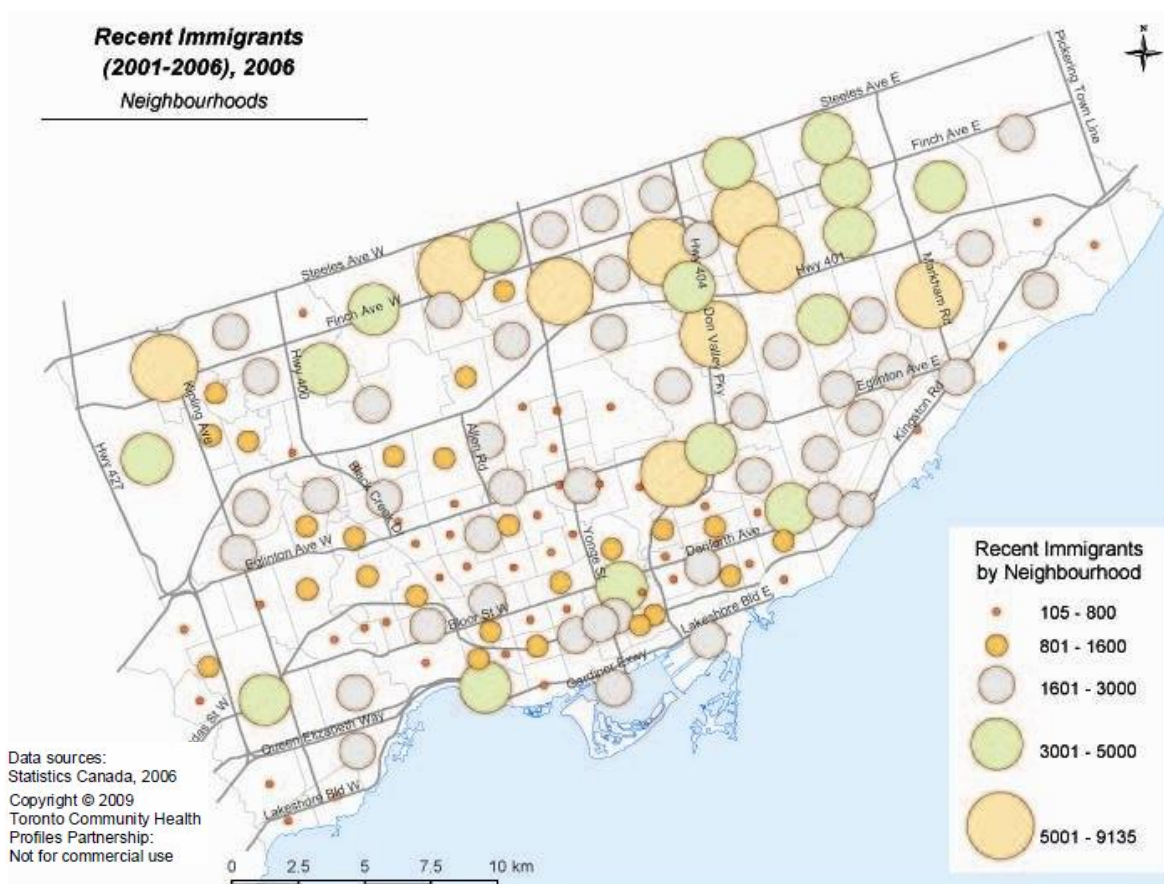 Recent Immigrants
(2001-2006), 2006
Neighbourhoods
N
Pickering Town Line
Steeles Ave E
Finch Ave E
Steeles Ave W
Hwy 404
Hwy 401
Markham Rd
Finch Ave W
Hwy 400
Don Valley Pky
Kipling Ave
Eglinton Ave E
Kingston Rd
Hwy 427
Allen Rd
Black Creek D
Eglinton Ave W
Yonge St
Danforth Ave
Bloor St W
Lakeshore Bld E
Gardiner Exwy
das St W
Queen Elizabeth Way
Lakeshore Bld W
Recent Immigrants
by Neighbourhood
105 - 800
801 - 1600
1601 - 3000
3001 - 5000
5001 - 9135
Data sources:
Statistics Canada, 2006
Copyright © 2009
Toronto Community Health
Profiles Partnership:
Not for commercial use
0 2.5 5 7.5 10 km